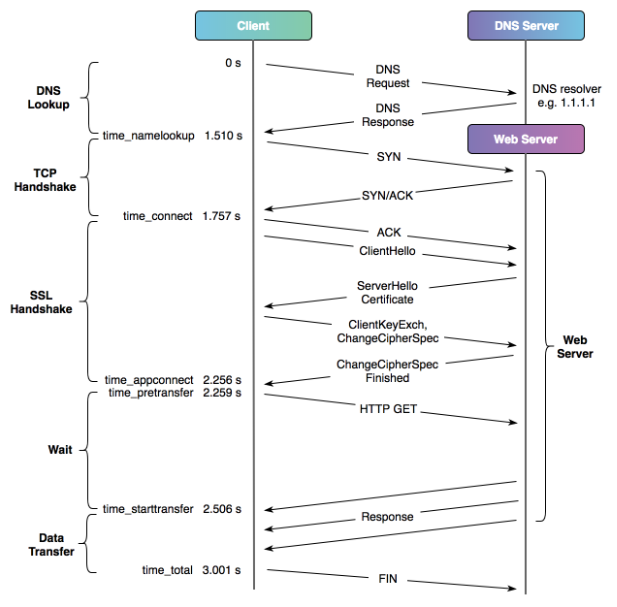 Client
DNS Server
0 s
DNS
Request
DNS resolver
e.g. 1.1.1.1
DNS
Lookup
DNS
Response
time_namelookup 1.510 s
Web Server
SYN
TCP
Handshake
SYN/ACK
time_connect 1.757 s
ACK
ClientHello
ServerHello
Certificate
SSL
Handshake
ClientKeyExch,
ChangeCipherSpec
Web
Server
ChangeCipherSpec
Finished
time_appconnect 2.256 s
time_pretransfer 2.259 s
HTTP GET
Wait
time_starttransfer 2.506 s
Response
Data
Transfer
time_total 3.001 s
FIN